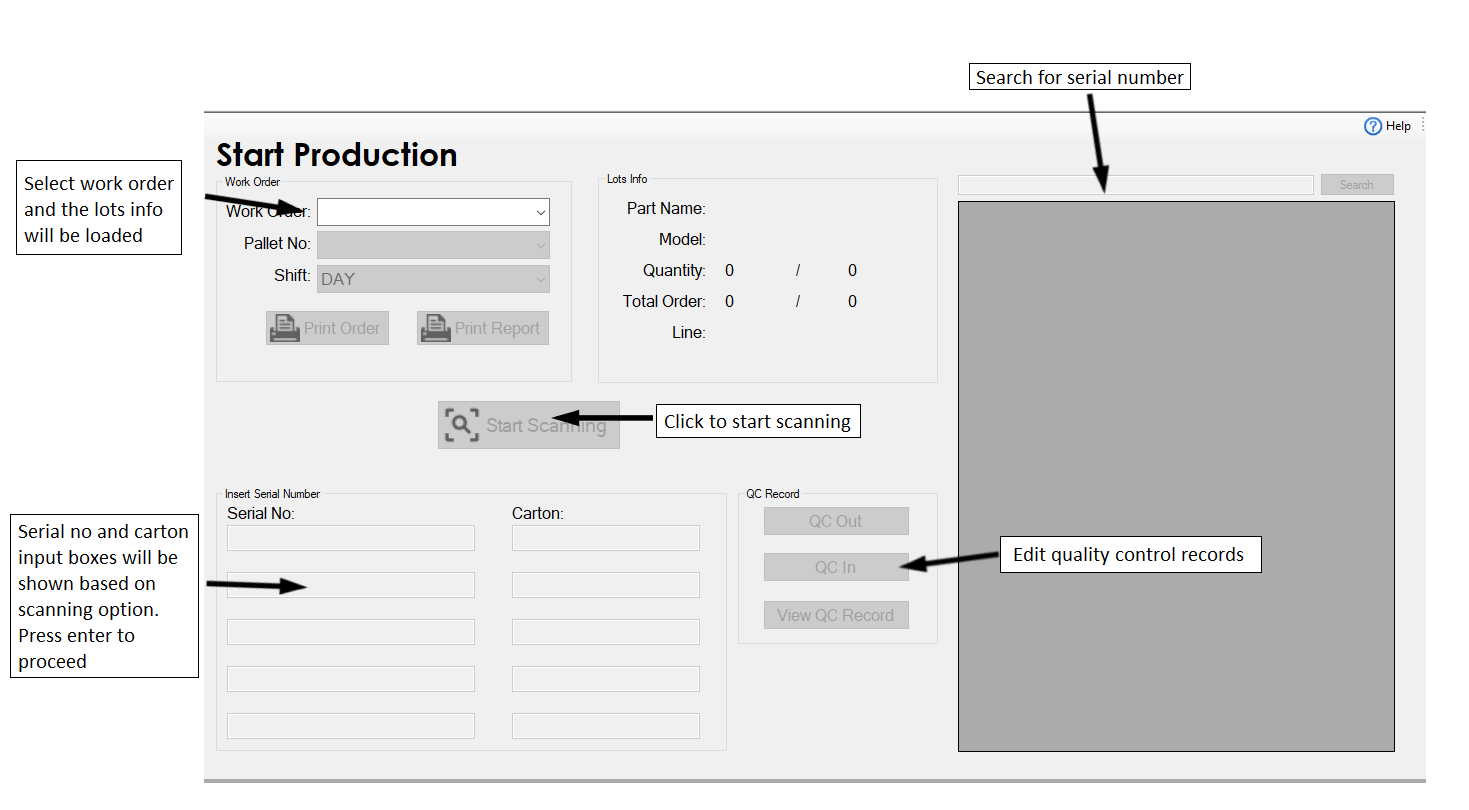 Search for serial number
Help
Start Production
Select work order
and the lots info
will be loaded
Work Order
Work Order:
Pallet No:
Shift: DAY
Print Order Print Report
Lots Info
Part Name:
Model:
Quantity: 0 / 0
Total Order: 0 / 0
Line:
Search
Start Scanning
Click to start scanning
Insert Serial Number
Serial No: Carton:
Serial no and carton
input boxes will be
shown based on
scanning option.
Press enter to
proceed
QC Record
QC Out
QC In
View QC Record
Edit quality control records